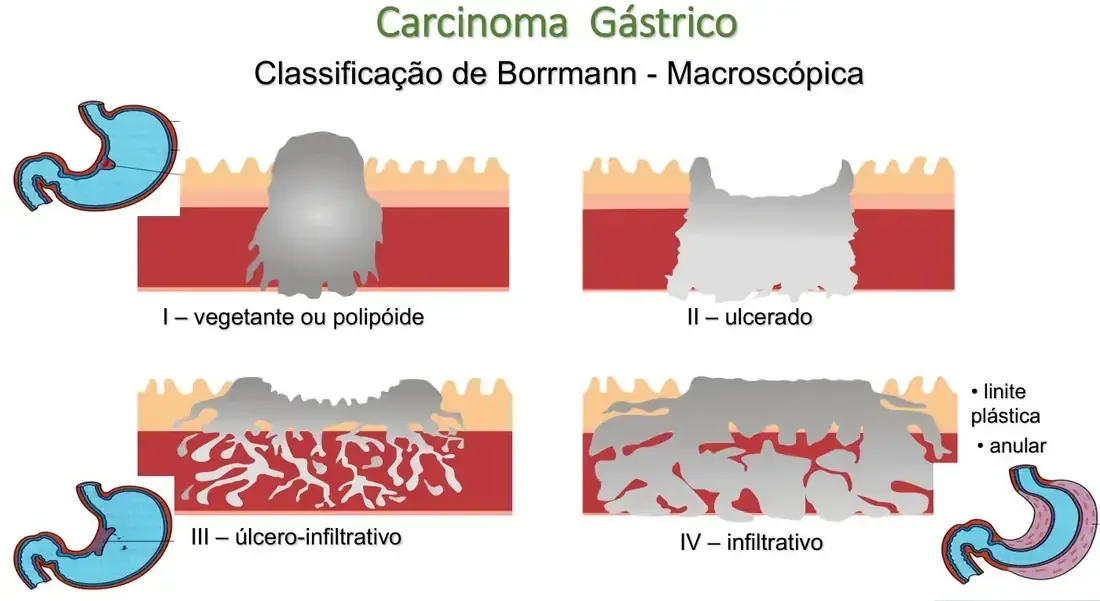 Carcinoma Gástrico
Classificação de Borrmann - Macroscópica
I – vegetante ou polipóide
II – ulcerado
III – úlcero-infiltrativo
IV – infiltrativo
• linite
plástica
• anular